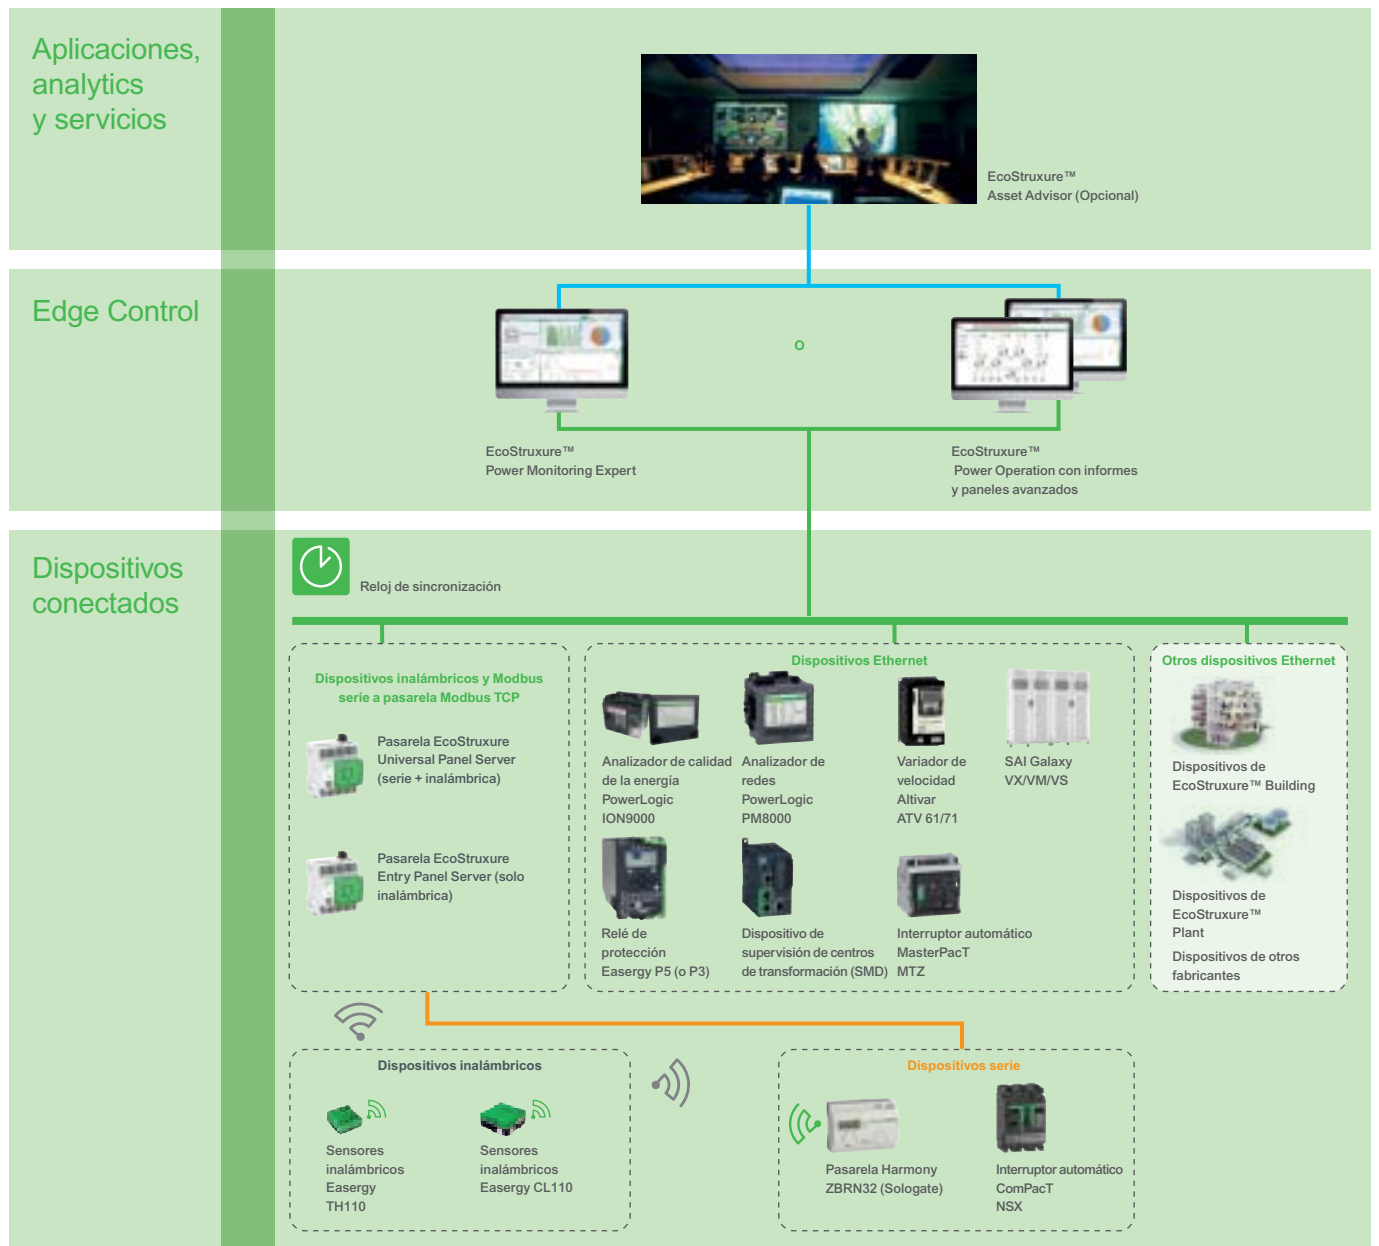 Aplicaciones,
analytics
y servicios
EcoStruxure™
Asset Advisor (Opcional)
Edge Control
o
EcoStruxure™
Power Monitoring Expert
EcoStruxure™
Power Operation con informes
y paneles avanzados
Dispositivos
conectados
Reloj de sincronización
Dispositivos inalámbricos y Modbus
serie a pasarela Modbus TCP
Pasarela EcoStruxure
Universal Panel Server
(serie + inalámbrica)
Pasarela EcoStruxure
Entry Panel Server (solo
inalámbrica)
Dispositivos Ethernet
Analizador de calidad
de la energía
PowerLogic
ION9000
Analizador de
redes
PowerLogic
PM8000
Variador de
velocidad
Altivar
ATV 61/71
SAI Galaxy
VX/VM/VS
Relé de
protección
Easergy P5 (o P3)
Dispositivo de
supervisión de centros
de transformación (SMD)
Interruptor automático
MasterPacT
MTZ
Otros dispositivos Ethernet
Dispositivos de
EcoStruxure™ Building
Dispositivos de
EcoStruxure™
Plant
Dispositivos de otros
fabricantes
Dispositivos inalámbricos
Sensores
inalámbricos
Easergy
TH110
Sensores
inalámbricos
Easergy CL110
Dispositivos serie
Pasarela Harmony
ZBRN32 (Sologate)
Interruptor automático
ComPacT
NSX